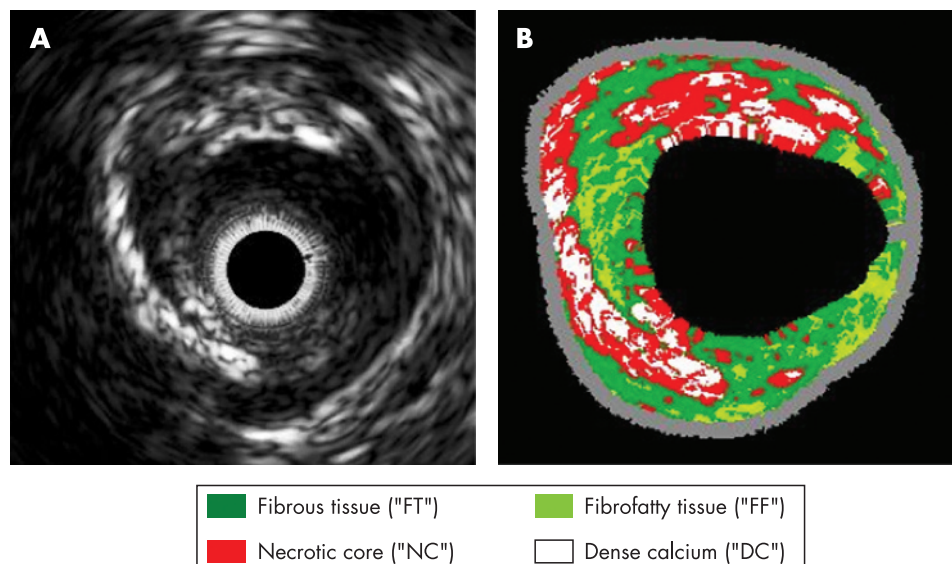 A
B
Fibrous tissue ("FT")
Fibrofatty tissue ("FF")
Necrotic core ("NC")
Dense calcium ("DC")